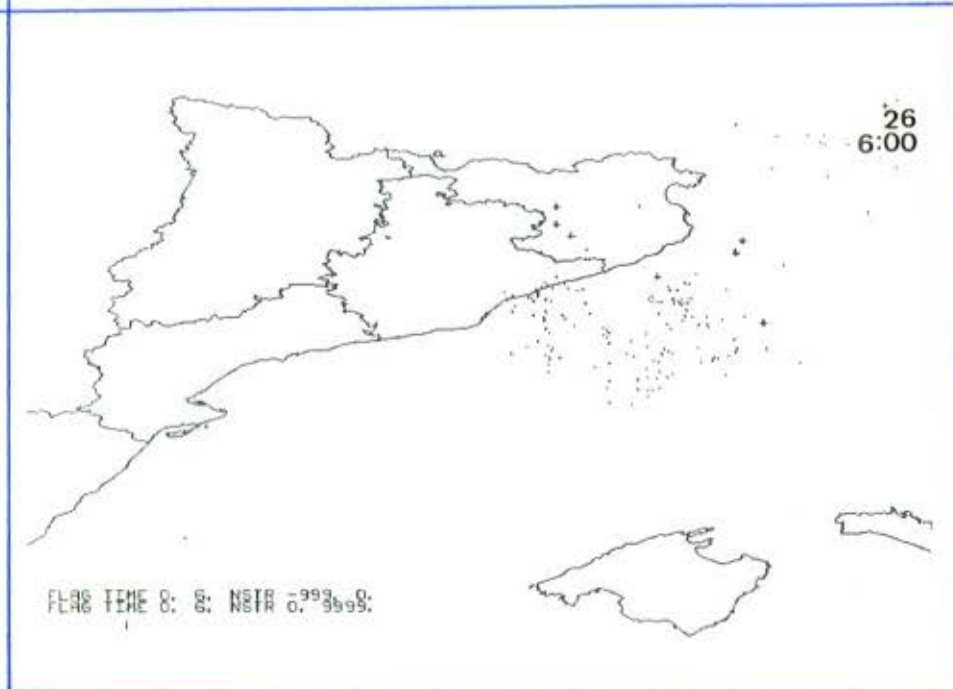 26
6:00
FLAG TIME 0. 6. NSTR -999. 0.
FLAG TIME 0. 6. NSTR 0. 9999.